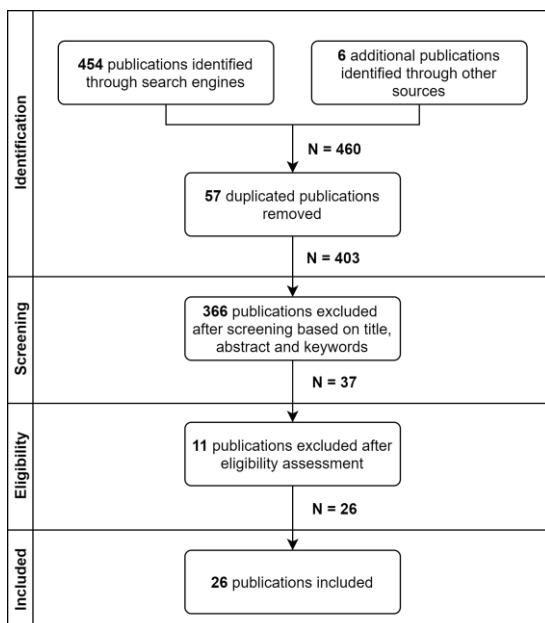 Identification
454 publications identified
through search engines
6 additional publications
identified through other
sources
N = 460
57 duplicated publications
removed
N = 403
Screening
366 publications excluded
after screening based on title,
abstract and keywords
N = 37
Eligibility
11 publications excluded after
eligibility assessment
N = 26
Included
26 publications included